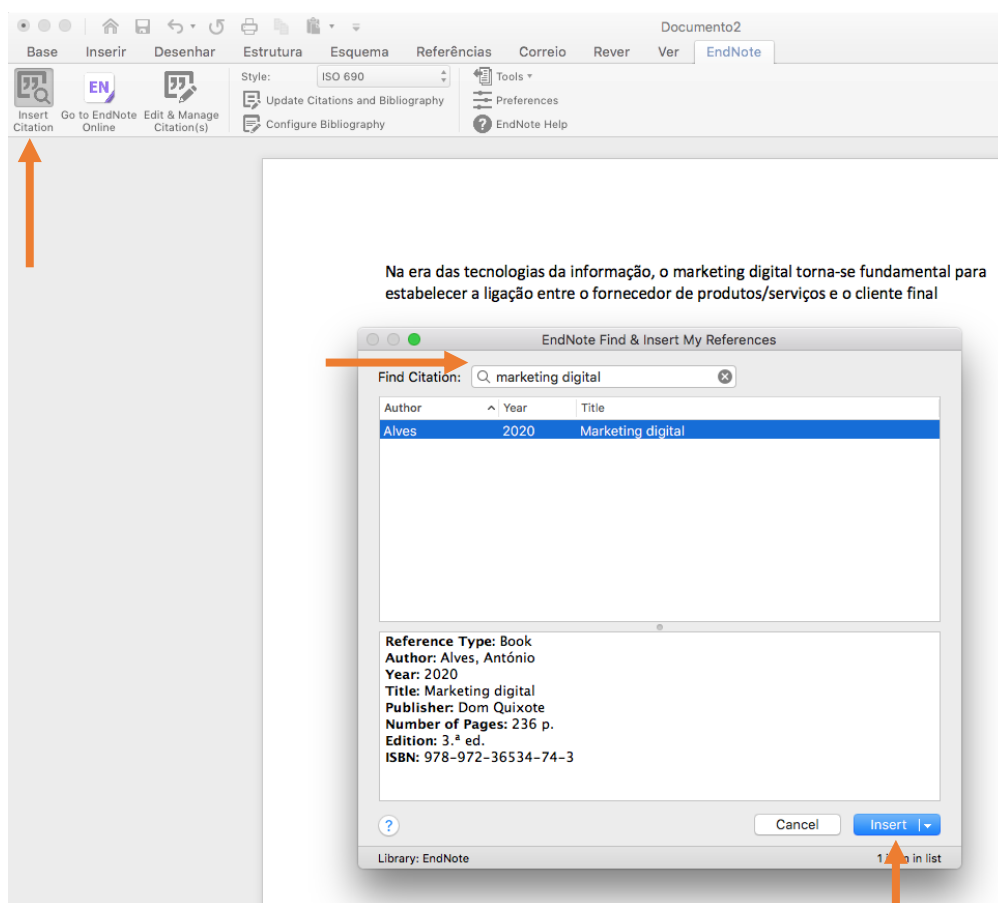 Documento2
Base Inserir Desenhar Estrutura Esquema Referências Correio Rever Ver EndNote
Insert Citation
EN
Go to EndNote Online
Edit & Manage Citation(s)
Style: ISO 690
Update Citations and Bibliography
Configure Bibliography
Tools
Preferences
? EndNote Help
Na era das tecnologias da informação, o marketing digital torna-se fundamental para
estabelecer a ligação entre o fornecedor de produtos/serviços e o cliente final
EndNote Find & Insert My References
Find Citation: marketing digital
Author Year Title
Alves 2020 Marketing digital
Reference Type: Book
Author: Alves, António
Year: 2020
Title: Marketing digital
Publisher: Dom Quixote
Number of Pages: 236 p.
Edition: 3.ª ed.
ISBN: 978-972-36534-74-3
? Cancel Insert
Library: EndNote 1 in list